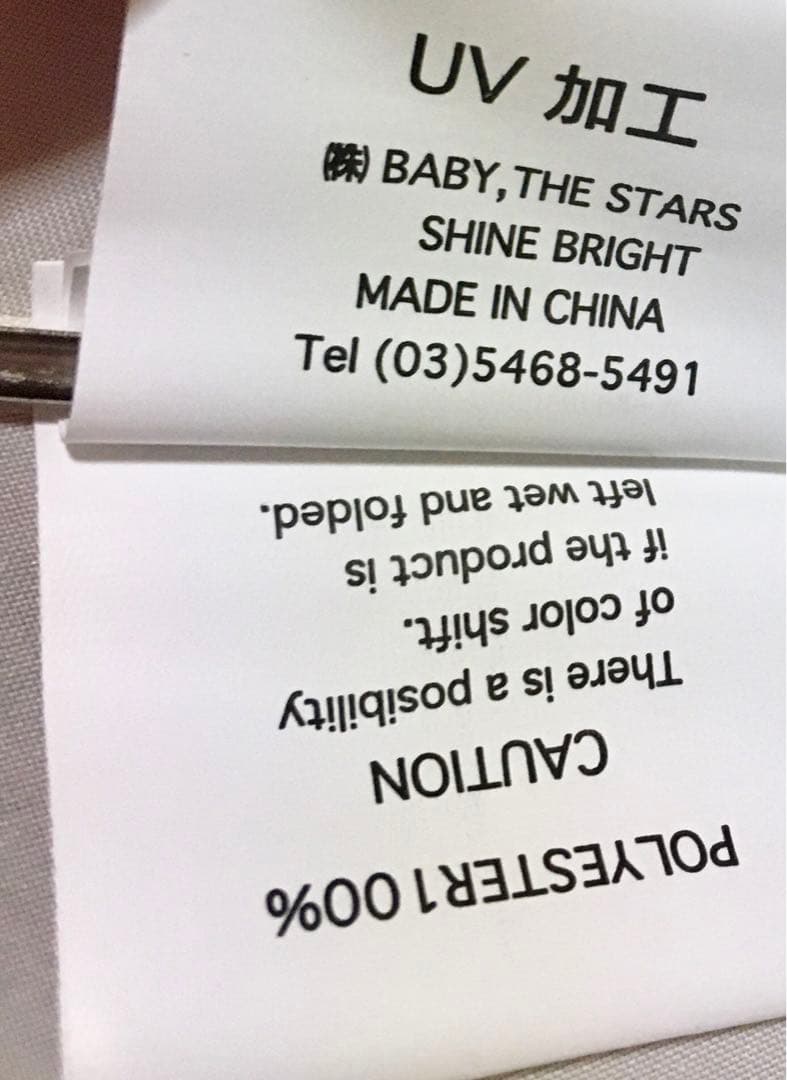 UV 加工
㈱ BABY, THE STARS
SHINE BRIGHT
MADE IN CHINA
Tel (03)5468-5491
POLYESTER100%
CAUTION
There is a posibility
of color shift.
if the product is
left wet and folded.